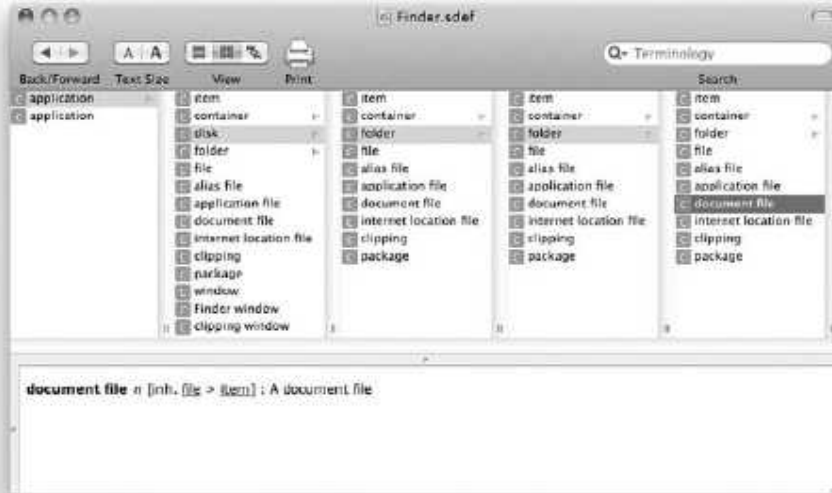 Finder.sdef
A A
Q- Terminology
Back/Forward Text Size View Print Search
application
application
item
container
disk
folder
file
alias file
application file
document file
internet location file
clipping
package
window
Finder window
clipping window
item
container
folder
file
alias file
application file
document file
internet location file
clipping
package
item
container
folder
file
alias file
application file
document file
internet location file
clipping
package
item
container
folder
file
alias file
application file
document file
internet location file
clipping
package
document file n [inh. file > item] : A document file